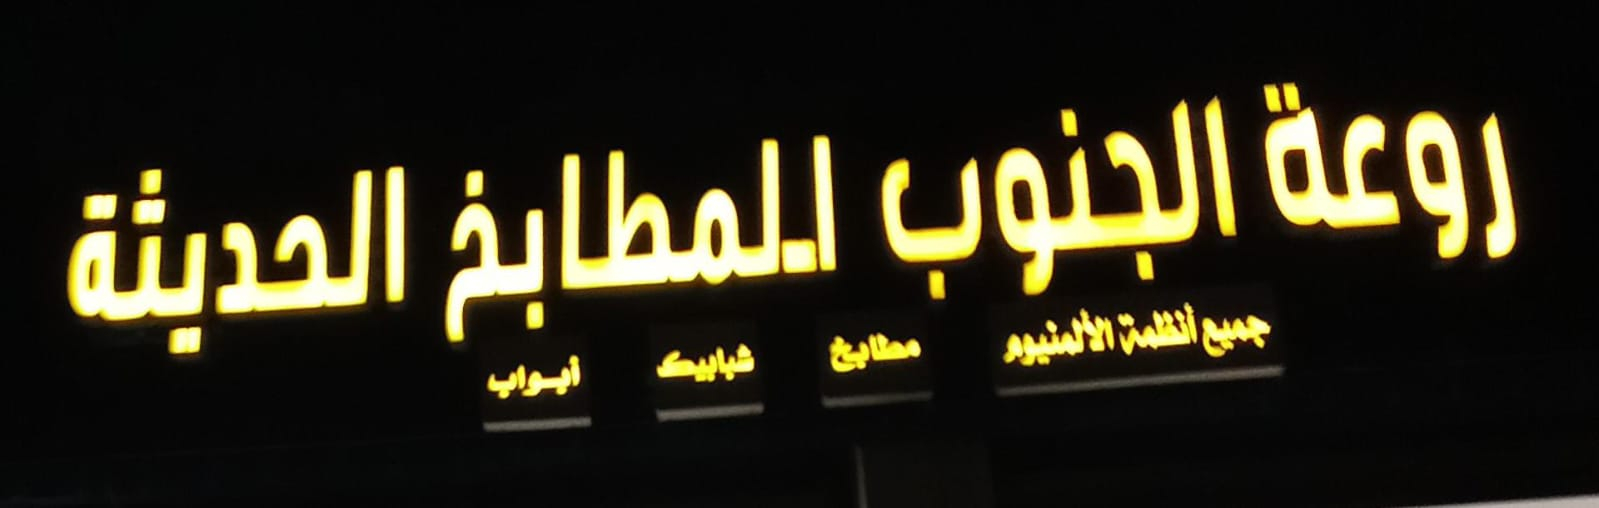 روعة الجنوب المطابخ الحديثة
جميع أنظمة الألمنيوم مطابخ شبابيك أبواب